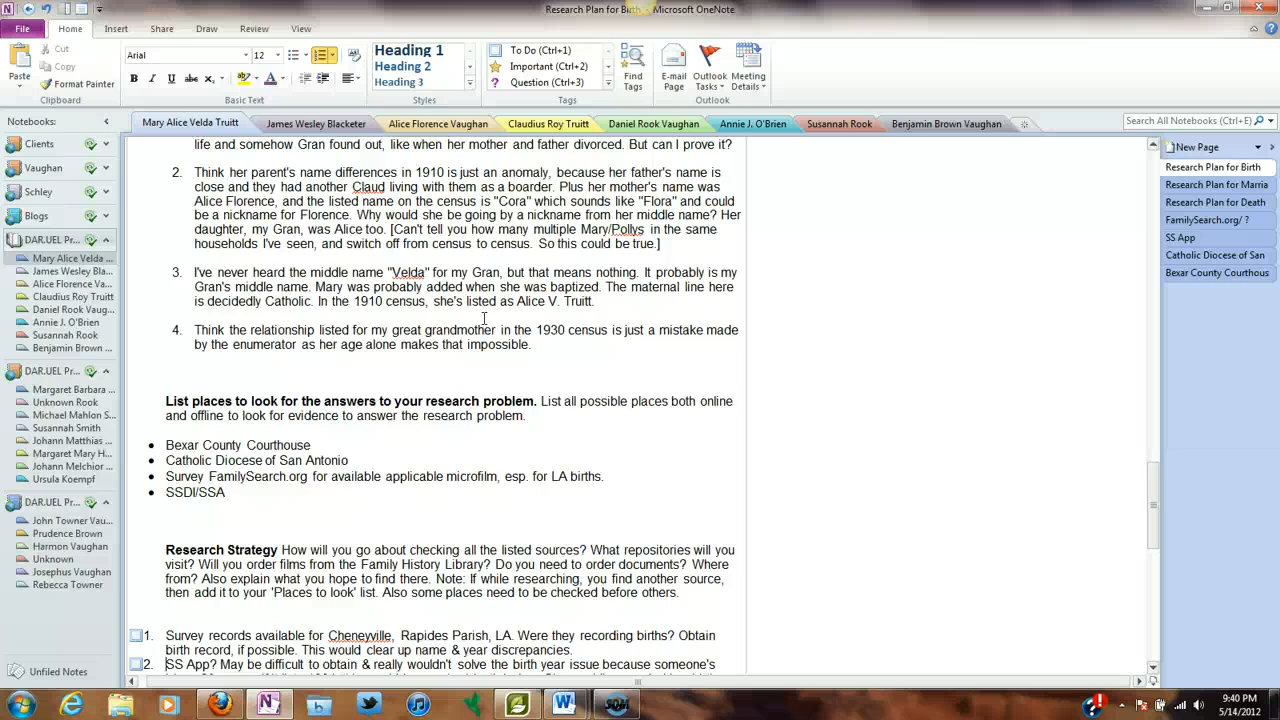 Research Plan for Birth - Microsoft OneNote
File Home Insert Share Draw Review View
Paste
Cut
Copy
Format Painter
Clipboard
Arial 12
Basic Text
Heading 1
Heading 2
Heading 3
Styles
To Do (Ctrl+1)
Important (Ctrl+2)
Question (Ctrl+3)
Find Tags
Tags
E-mail Page
Outlook Tasks
Meeting Details
Outlook
Notebooks:
Mary Alice Velda Truitt James Wesley Blacketer Alice Florence Vaughan Claudius Roy Truitt Daniel Rook Vaughan Annie J. O'Brien Susannah Rook Benjamin Brown Vaughan
Search All Notebooks (Ctrl+E)
Clients
Vaughan
Schley
Blogs
DAR.UEL Pr...
Mary Alice Velda ...
James Wesley Bla...
Alice Florence Va...
Claudius Roy Truitt
Daniel Rook Vaug...
Annie J. O'Brien
Susannah Rook
Benjamin Brown ...
DAR.UEL Pr...
Margaret Barbara ...
Unknown Rook
Michael Mahlon S...
Susannah Smith
Johann Matthias ...
Margaret Mary H...
Johann Melchior ...
Ursula Koempf
DAR.UEL Pr...
John Towner Vau...
Prudence Brown
Harmon Vaughan
Unknown
Josephus Vaughan
Rebecca Towner
Unfiled Notes
life and somehow Gran found out, like when her mother and father divorced. But can I prove it?
2. Think her parent's name differences in 1910 is just an anomaly, because her father's name is
close and they had another Claud living with them as a boarder. Plus her mother's name was
Alice Florence, and the listed name on the census is "Cora" which sounds like "Flora" and could
be a nickname for Florence. Why would she be going by a nickname from her middle name? Her
daughter, my Gran, was Alice too. [Can't tell you how many multiple Mary/Pollys in the same
households I've seen, and switch off from census to census. So this could be true.]
3. I've never heard the middle name "Velda" for my Gran, but that means nothing. It probably is my
Gran's middle name. Mary was probably added when she was baptized. The maternal line here
is decidedly Catholic. In the 1910 census, she's listed as Alice V. Truitt.
4. Think the relationship listed for my great grandmother in the 1930 census is just a mistake made
by the enumerator as her age alone makes that impossible.
List places to look for the answers to your research problem. List all possible places both online
and offline to look for evidence to answer the research problem.
• Bexar County Courthouse
• Catholic Diocese of San Antonio
• Survey FamilySearch.org for available applicable microfilm, esp. for LA births.
• SSDI/SSA
Research Strategy How will you go about checking all the listed sources? What repositories will you
visit? Will you order films from the Family History Library? Do you need to order documents? Where
from? Also explain what you hope to find there. Note: If while researching, you find another source,
then add it to your 'Places to look' list. Also some places need to be checked before others.
1. Survey records available for Cheneyville, Rapides Parish, LA. Were they recording births? Obtain
birth record, if possible. This would clear up name & year discrepancies.
2. SS App? May be difficult to obtain & really wouldn't solve the birth year issue because someone's
New Page
Research Plan for Birth
Research Plan for Marria
Research Plan for Death
FamilySearch.org/ ?
SS App
Catholic Diocese of San
Bexar County Courthous
9:40 PM
5/14/2012